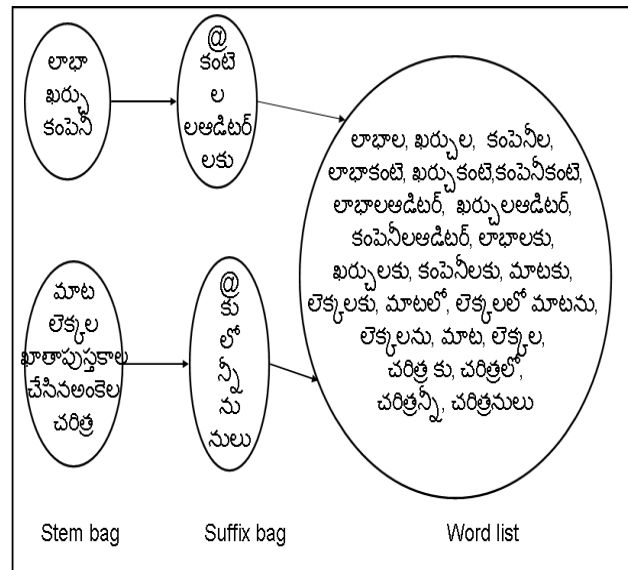 లాభా
ఖర్చు
కంపెనీ
@
కంటె
ల
లఆడిటర్
లకు
లాభాల, ఖర్చుల, కంపెనీల,
లాభాకంటె, ఖర్చుకంటె,కంపెనీకంటె,
లాభాలఆడిటర్, ఖర్చులఆడిటర్,
కంపెనీలఆడిటర్, లాభాలకు,
ఖర్చులకు, కంపెనీలకు, మాటకు,
లెక్కలకు, మాటలో, లెక్కలలో మాటను,
లెక్కలను, మాట, లెక్కల,
చరిత్ర కు, చరిత్రలో,
చరిత్రన్నీ, చరిత్రనులు
మాట
లెక్కల
ఖాతాపుస్తకాల
చేసినఅంకెల
చరిత్ర
@
కు
లో
న్నీ
ను
నులు
Stem bag
Suffix bag
Word list